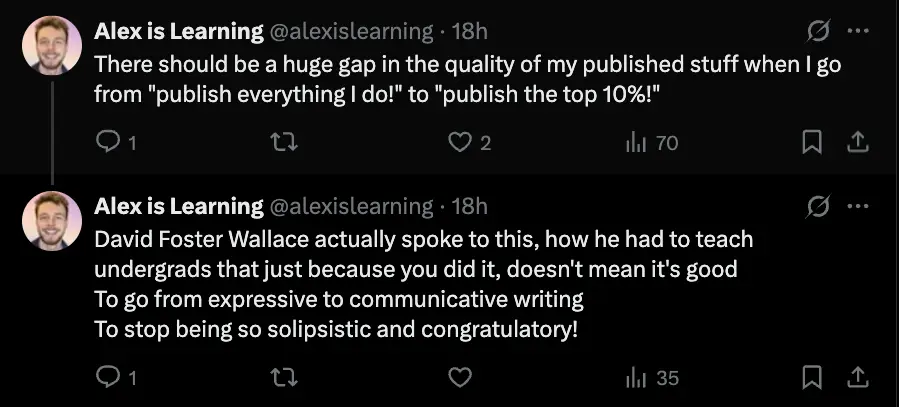 Alex is Learning @alexislearning · 18h
There should be a huge gap in the quality of my published stuff when I go
from "publish everything I do!" to "publish the top 10%!"
1 2 70
Alex is Learning @alexislearning · 18h
David Foster Wallace actually spoke to this, how he had to teach
undergrads that just because you did it, doesn't mean it's good
To go from expressive to communicative writing
To stop being so solipsistic and congratulatory!
1 35